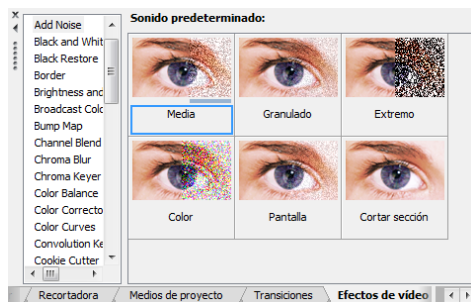 Sonido predeterminado:
Add Noise
Black and Whit
Black Restore
Border
Brightness and
Broadcast Colo
Bump Map
Channel Blend
Chroma Blur
Chroma Keyer
Color Balance
Color Correcto
Color Curves
Convolution Ke
Cookie Cutter
Media
Granulado
Extremo
Color
Pantalla
Cortar sección
Recortadora
Medios de proyecto
Transiciones
Efectos de vídeo